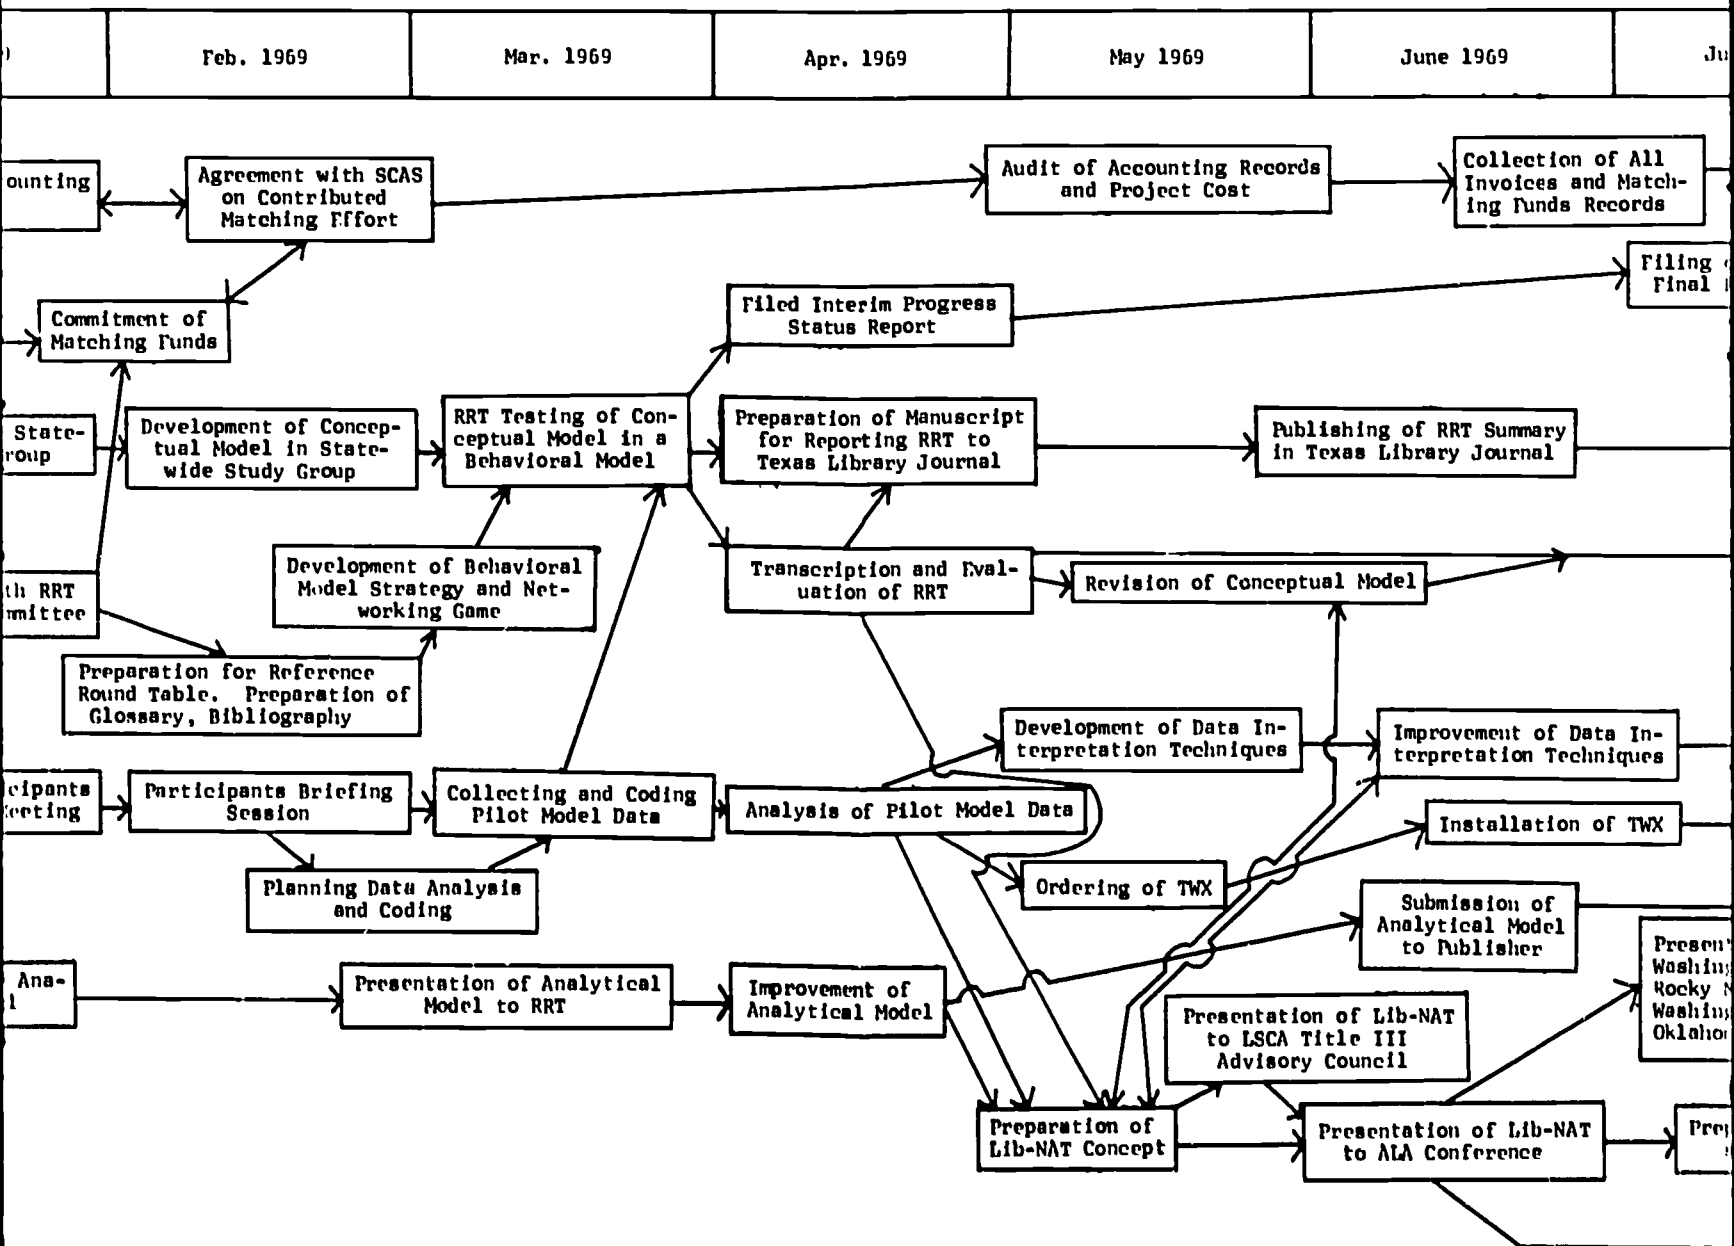 Feb. 1969
Mar. 1969
Apr. 1969
May 1969
June 1969
ounting
Agreement with SCAS
on Contributed
Matching Effort
Audit of Accounting Records
and Project Cost
Collection of All
Invoices and Match-
ing Funds Records
Filing
Final
Commitment of
Matching Funds
Filed Interim Progress
Status Report
State-
roup
Development of Concep-
tual Model in State-
wide Study Group
RRT Testing of Con-
ceptual Model in a
Behavioral Model
Preparation of Manuscript
for Reporting RRT to
Texas Library Journal
Publishing of RRT Summary
in Texas Library Journal
th RRT
mmittee
Development of Behavioral
Model Strategy and Net-
working Game
Transcription and Eval-
uation of RRT
Revision of Conceptual Model
Preparation for Reference
Round Table. Preparation of
Glossary, Bibliography
Development of Data In-
terpretation Techniques
Improvement of Data In-
terpretation Techniques
cipants
eeting
Participants Briefing
Session
Collecting and Coding
Pilot Model Data
Analysis of Pilot Model Data
Installation of TWX
Planning Data Analysis
and Coding
Ordering of TWX
Submission of
Analytical Model
to Publisher
Presen
Washin
Rocky
Washin
Oklaho
Ana-
l
Presentation of Analytical
Model to RRT
Improvement of
Analytical Model
Presentation of Lib-NAT
to LSCA Title III
Advisory Council
Preparation of
Lib-NAT Concept
Presentation of Lib-NAT
to ALA Conference
Pre